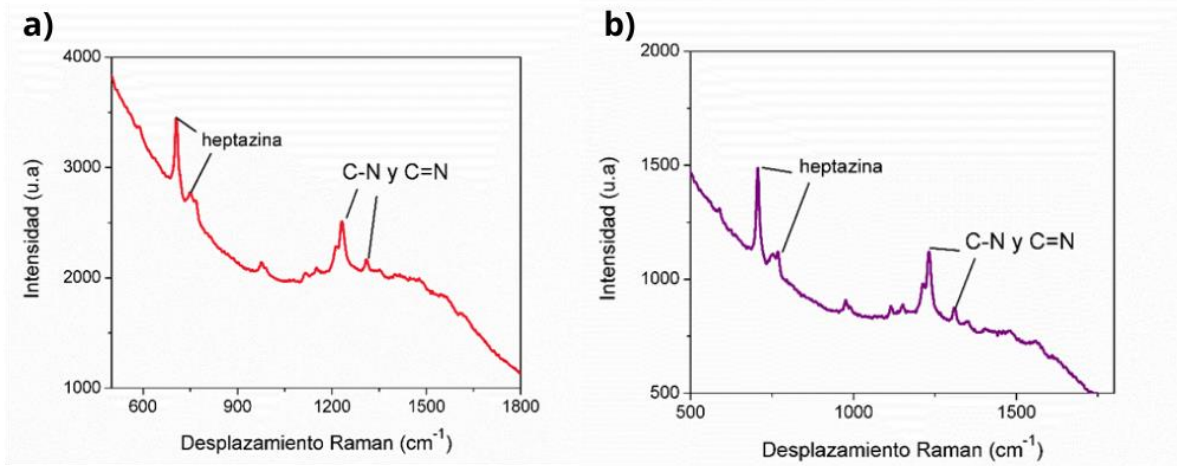 a)
4000
3000
2000
1000
Intensidad (u.a)
heptazina
C-N y C=N
600
900
1200
1500
1800
Desplazamiento Raman (cm⁻¹)
b)
2000
1500
1000
500
Intensidad (u.a)
heptazina
C-N y C=N
500
1000
1500
Desplazamiento Raman (cm⁻¹)